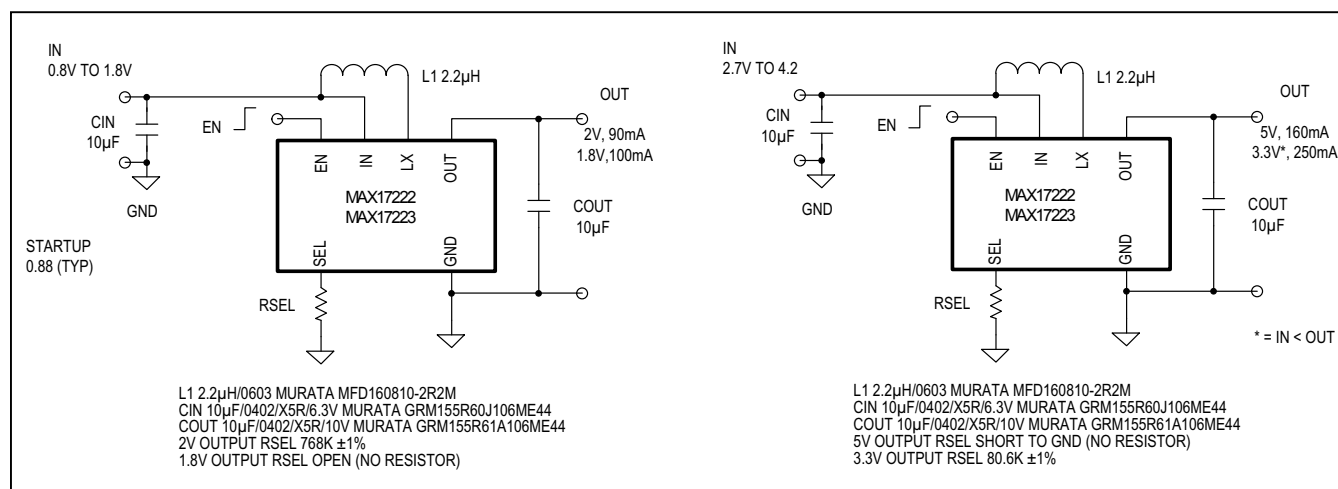 IN
0.8V TO 1.8V
L1 2.2µH
CIN
10µF
EN
OUT
2V, 90mA
1.8V,100mA
EN
IN
LX
OUT
MAX17222
MAX17223
GND
COUT
10µF
STARTUP
0.88 (TYP)
SEL
GND
RSEL
L1 2.2µH/0603 MURATA MFD160810-2R2M
CIN 10µF/0402/X5R/6.3V MURATA GRM155R60J106ME44
COUT 10µF/0402/X5R/10V MURATA GRM155R61A106ME44
2V OUTPUT RSEL 768K ±1%
1.8V OUTPUT RSEL OPEN (NO RESISTOR)
IN
2.7V TO 4.2
L1 2.2µH
CIN
10µF
EN
OUT
5V, 160mA
3.3V*, 250mA
EN
IN
LX
OUT
MAX17222
MAX17223
GND
COUT
10µF
SEL
GND
RSEL
* = IN < OUT
L1 2.2µH/0603 MURATA MFD160810-2R2M
CIN 10µF/0402/X5R/6.3V MURATA GRM155R60J106ME44
COUT 10µF/0402/X5R/10V MURATA GRM155R61A106ME44
5V OUTPUT RSEL SHORT TO GND (NO RESISTOR)
3.3V OUTPUT RSEL 80.6K ±1%